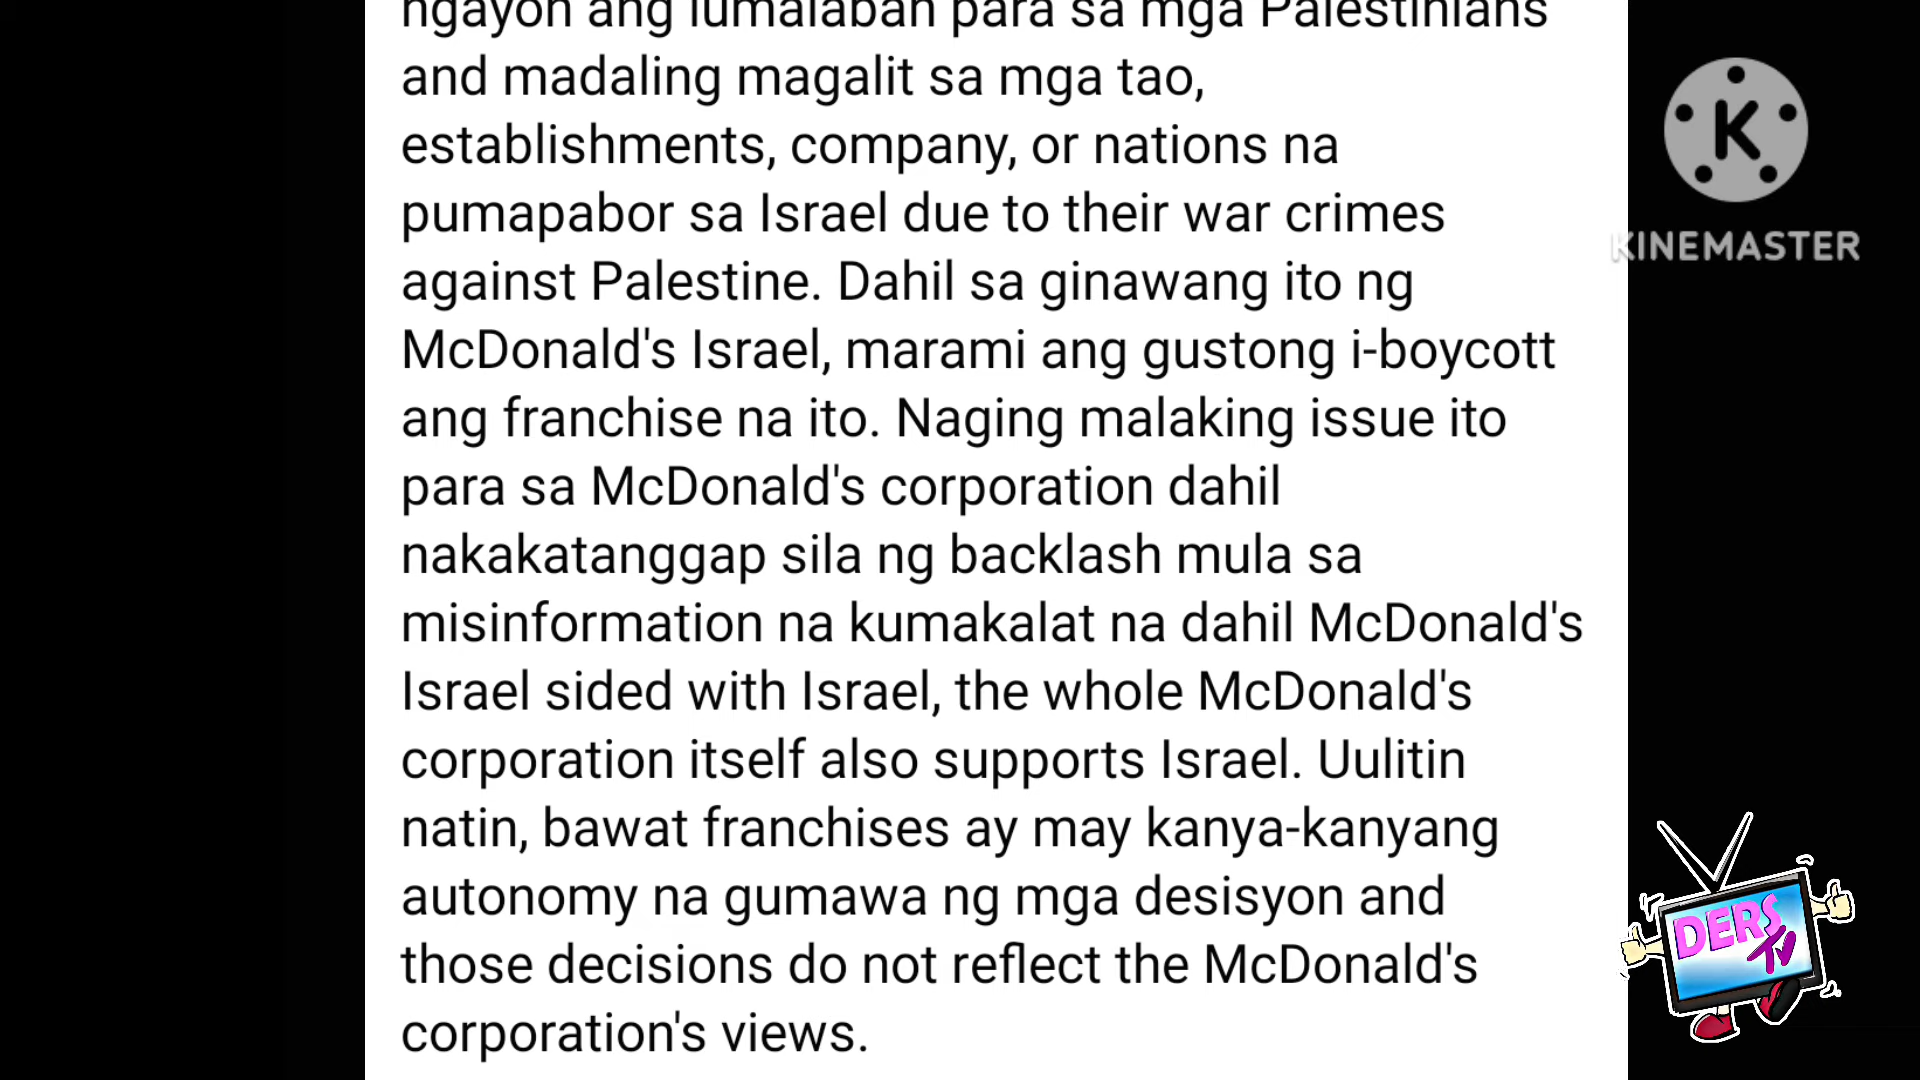 ngayon ang lumalaban para sa mga Palestinians
and madaling magalit sa mga tao,
establishments, company, or nations na
pumapabor sa Israel due to their war crimes
against Palestine. Dahil sa ginawang ito ng
McDonald's Israel, marami ang gustong i-boycott
ang franchise na ito. Naging malaking issue ito
para sa McDonald's corporation dahil
nakakatanggap sila ng backlash mula sa
misinformation na kumakalat na dahil McDonald's
Israel sided with Israel, the whole McDonald's
corporation itself also supports Israel. Uulitin
natin, bawat franchises ay may kanya-kanyang
autonomy na gumawa ng mga desisyon and
those decisions do not reflect the McDonald's
corporation's views.
K
KINEMASTER
DERS
TV